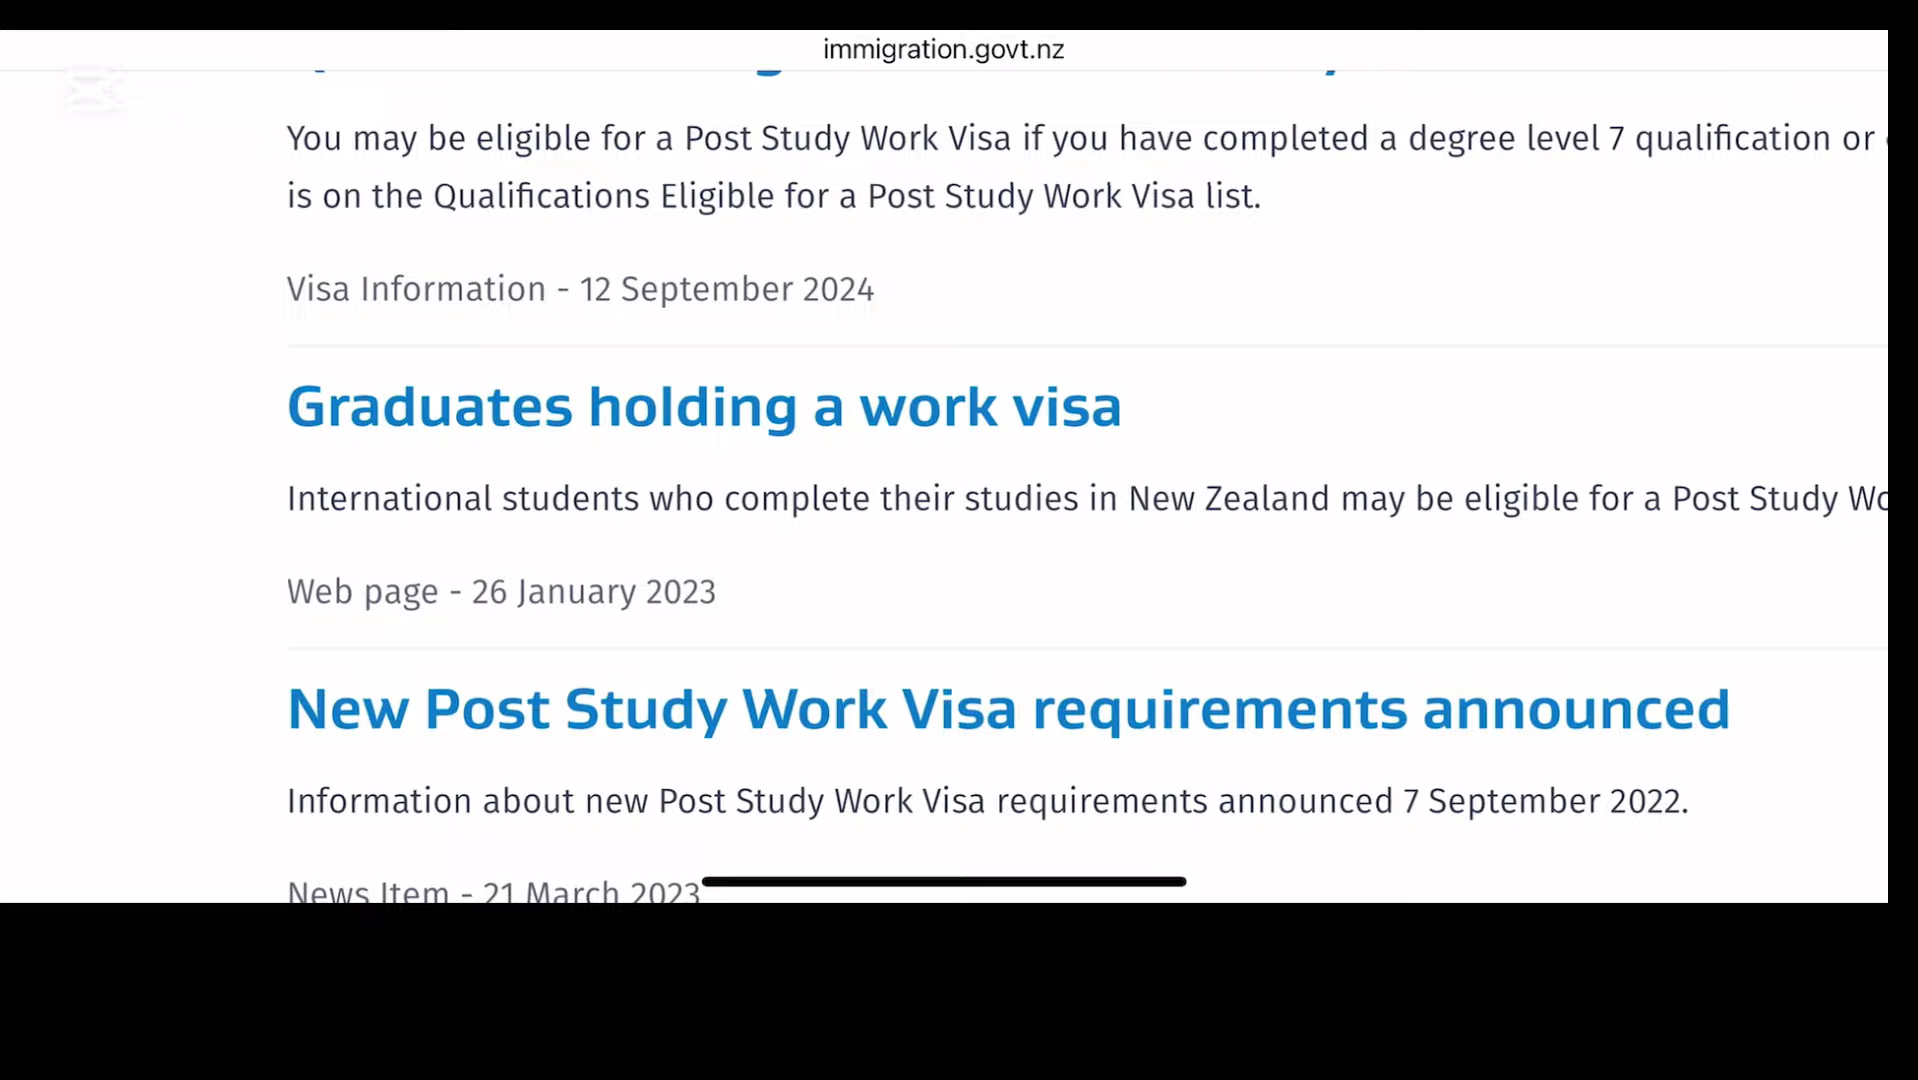 immigration.govt.nz
You may be eligible for a Post Study Work Visa if you have completed a degree level 7 qualification or
is on the Qualifications Eligible for a Post Study Work Visa list.
Visa Information - 12 September 2024
Graduates holding a work visa
International students who complete their studies in New Zealand may be eligible for a Post Study Wo
Web page - 26 January 2023
New Post Study Work Visa requirements announced
Information about new Post Study Work Visa requirements announced 7 September 2022.
News Item - 21 March 2023